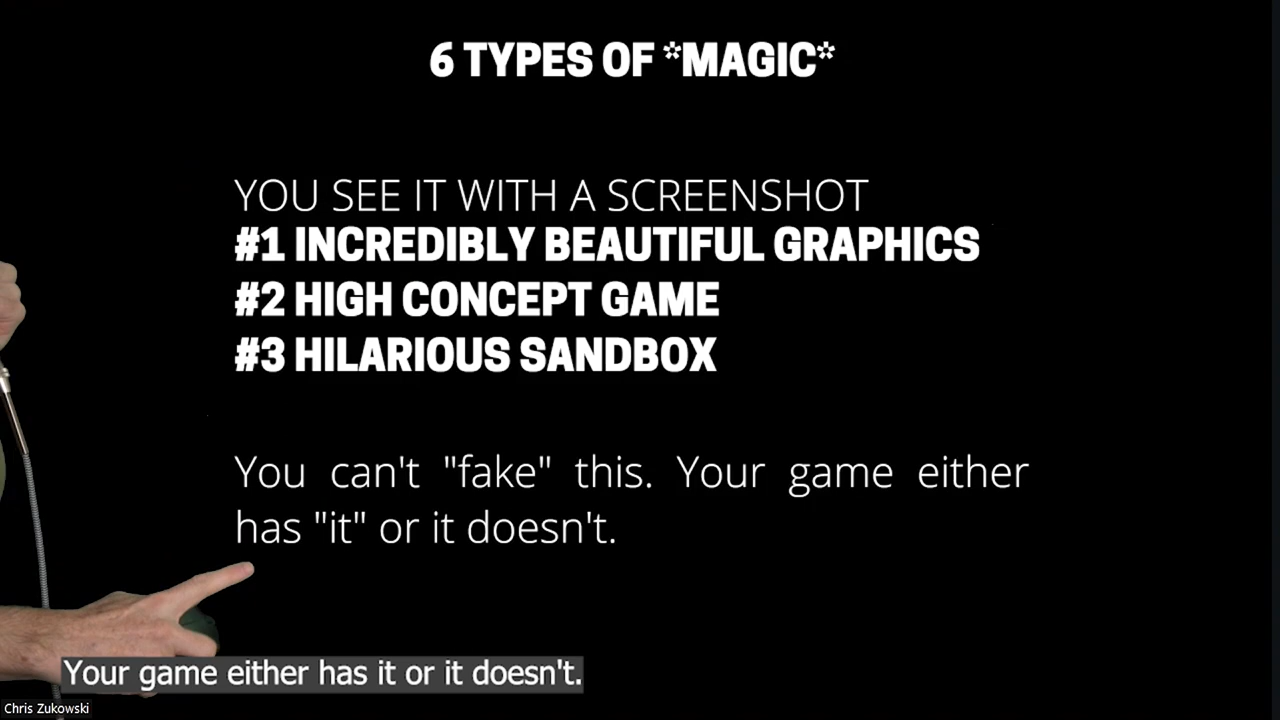 6 TYPES OF *MAGIC*
YOU SEE IT WITH A SCREENSHOT
#1 INCREDIBLY BEAUTIFUL GRAPHICS
#2 HIGH CONCEPT GAME
#3 HILARIOUS SANDBOX
You can't "fake" this. Your game either
has "it" or it doesn't.
Your game either has it or it doesn't.
Chris Zukowski